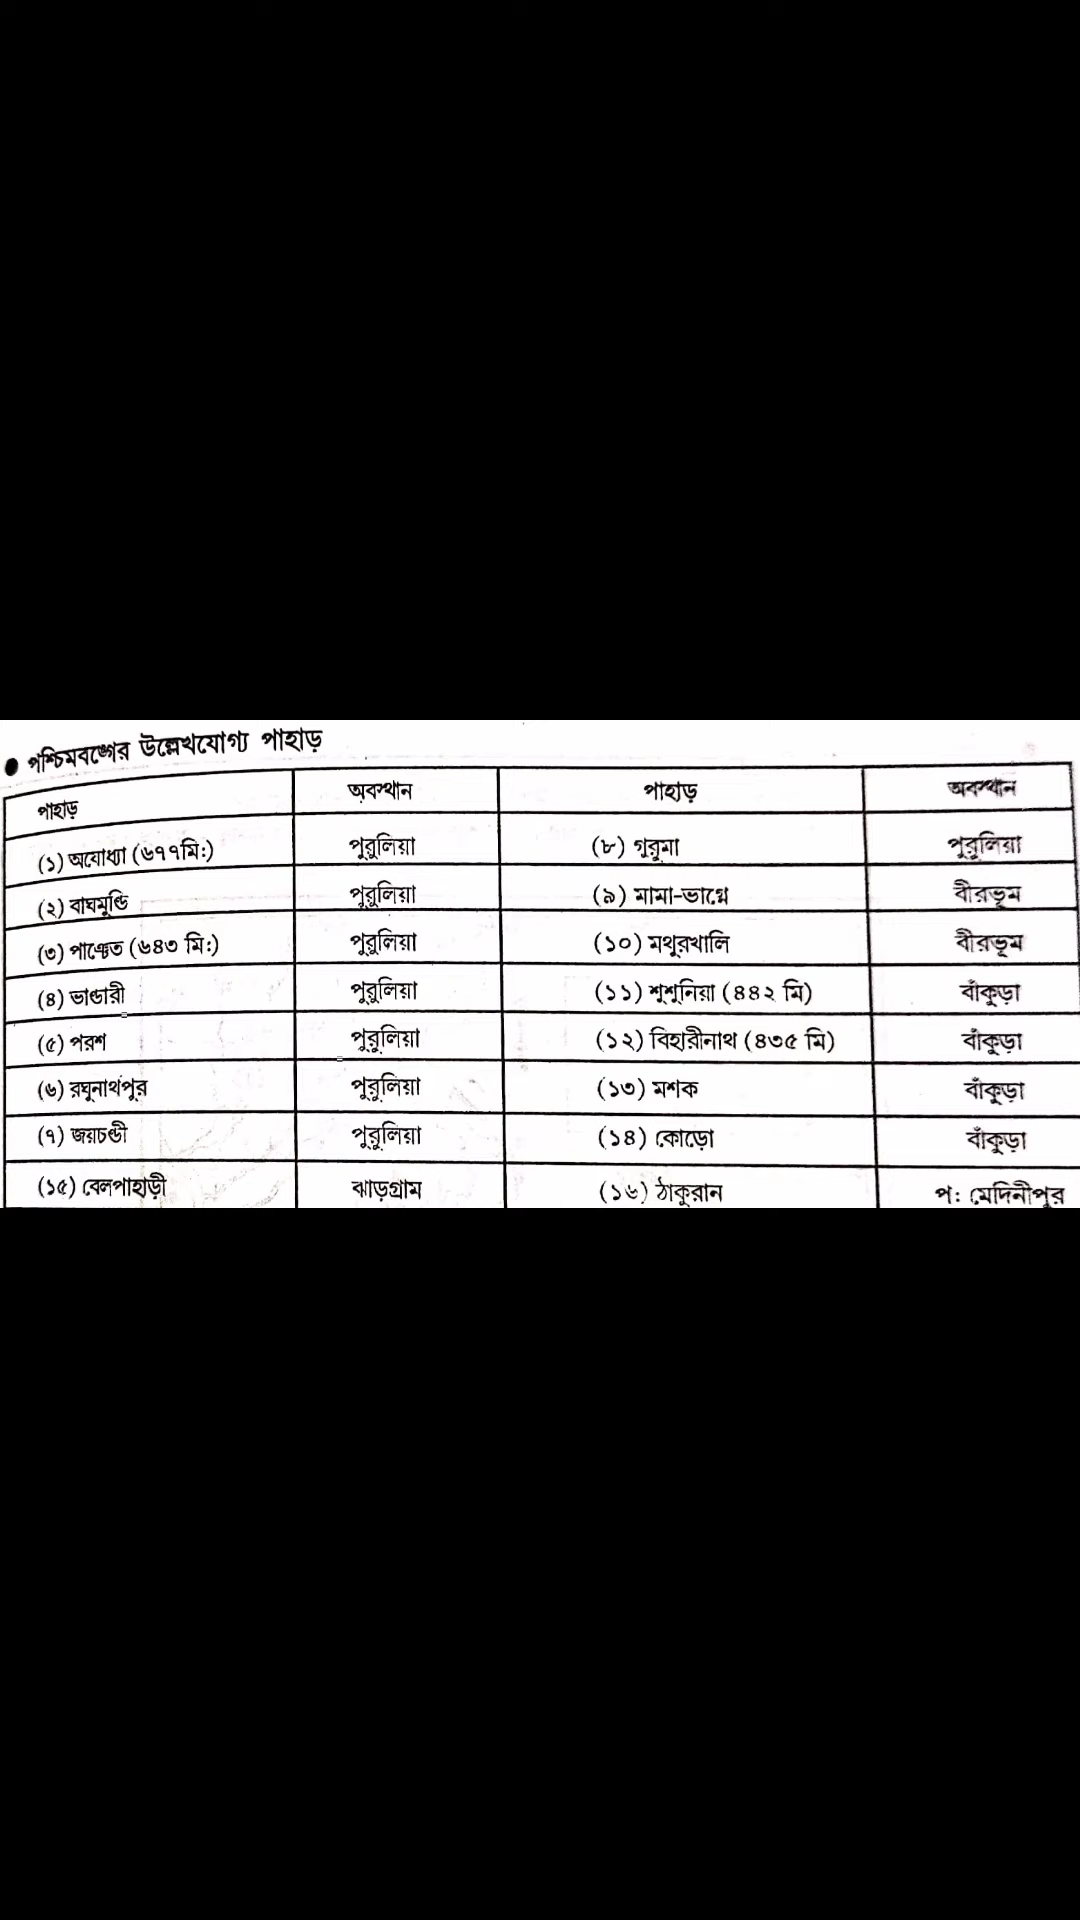 ● পশ্চিমবঙ্গের উল্লেখযোগ্য পাহাড়
পাহাড় অবস্থান পাহাড় অবস্থান
(১) অযোধ্যা (৬৭৭মি:) পুরুলিয়া (৮) গুরুমা পুরুলিয়া
(২) বাঘমুন্ডি পুরুলিয়া (৯) মামা-ভাগ্নে বীরভূম
(৩) পাঞ্চেত (৬৪৩ মি:) পুরুলিয়া (১০) মথুরখালি বীরভূম
(৪) ভাণ্ডারী পুরুলিয়া (১১) শুশুনিয়া (৪৪২ মি) বাঁকুড়া
(৫) পরশ পুরুলিয়া (১২) বিহারীনাথ (৪৩৫ মি) বাঁকুড়া
(৬) রঘুনাথপুর পুরুলিয়া (১৩) মশক বাঁকুড়া
(৭) জয়চণ্ডী পুরুলিয়া (১৪) কোড়ো বাঁকুড়া
(১৫) বেলপাহাড়ী ঝাড়গ্রাম (১৬) ঠাকুরান প: মেদিনীপুর